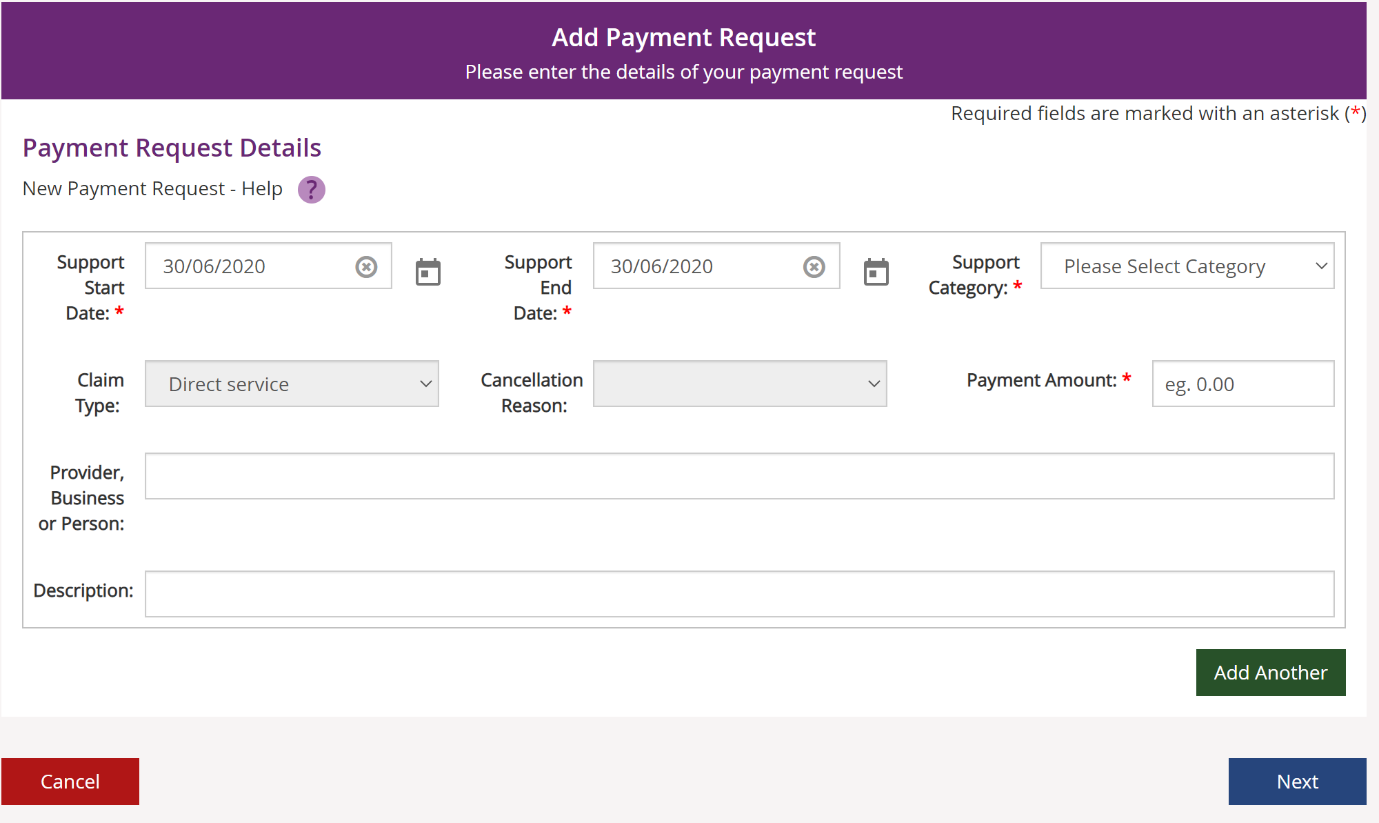 Add Payment Request
Please enter the details of your payment request
Required fields are marked with an asterisk (*)
Payment Request Details
New Payment Request - Help ?
Support
Start
Date: *
30/06/2020
Support
End
Date: *
30/06/2020
Support
Category: *
Please Select Category
Claim
Type:
Direct service
Cancellation
Reason:
Payment Amount: *
eg. 0.00
Provider,
Business
or Person:
Description:
Add Another
Cancel
Next